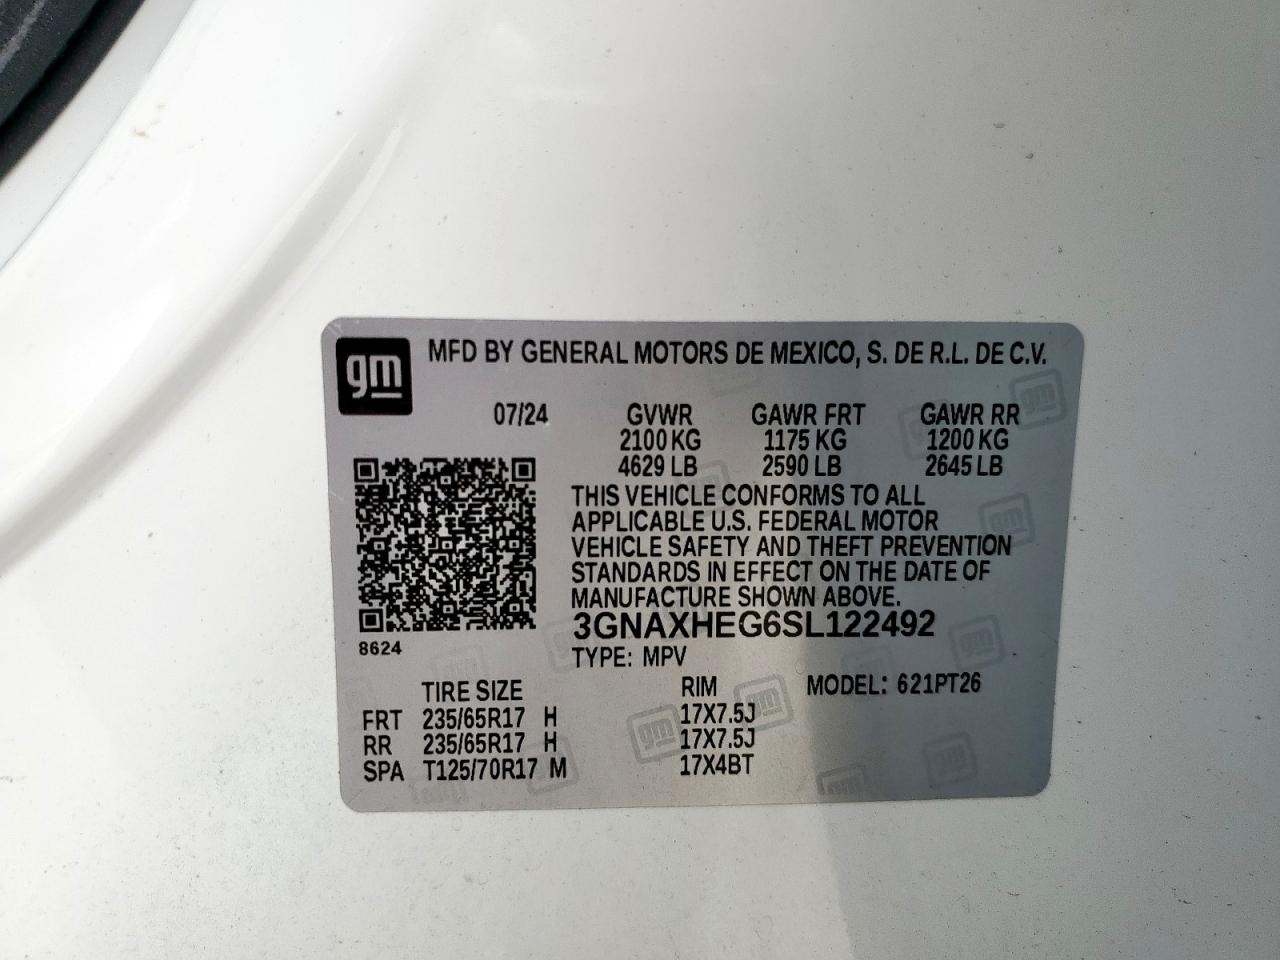 gm
MFD BY GENERAL MOTORS DE MEXICO, S. DE R.L. DE C.V.
07/24 GVWR GAWR FRT GAWR RR
2100 KG 1175 KG 1200 KG
4629 LB 2590 LB 2645 LB
THIS VEHICLE CONFORMS TO ALL
APPLICABLE U.S. FEDERAL MOTOR
VEHICLE SAFETY AND THEFT PREVENTION
STANDARDS IN EFFECT ON THE DATE OF
MANUFACTURE SHOWN ABOVE.
3GNAXHEG6SL122492
8624
TYPE: MPV
TIRE SIZE RIM MODEL: 621PT26
FRT 235/65R17 H 17X7.5J
RR 235/65R17 H 17X7.5J
SPA T125/70R17 M 17X4BT